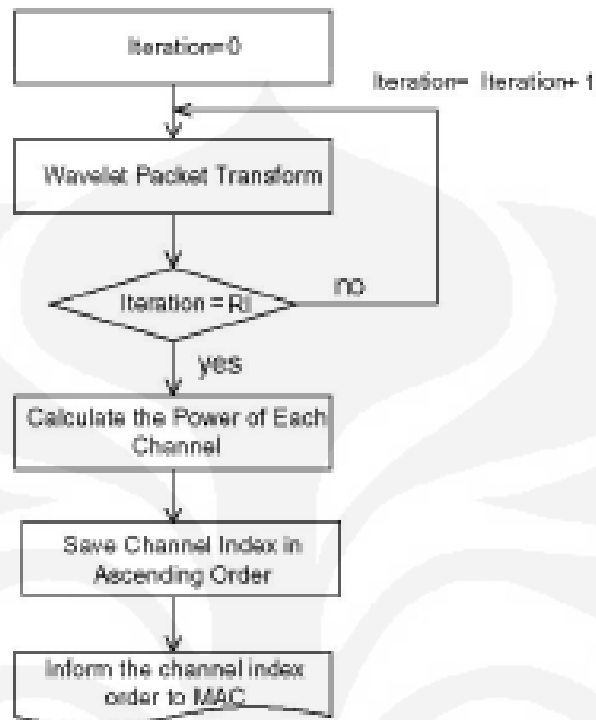 Iteration=0
Iteration= Iteration+ 1
Wavelet Packet Transform
Iteration = RI
no
yes
Calculate the Power of Each
Channel
Save Channel Index in
Ascending Order
Inform the channel index
order to MAC